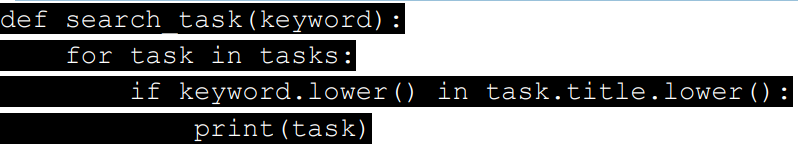 def search_task(keyword):
    for task in tasks:
        if keyword.lower() in task.title.lower():
            print(task)